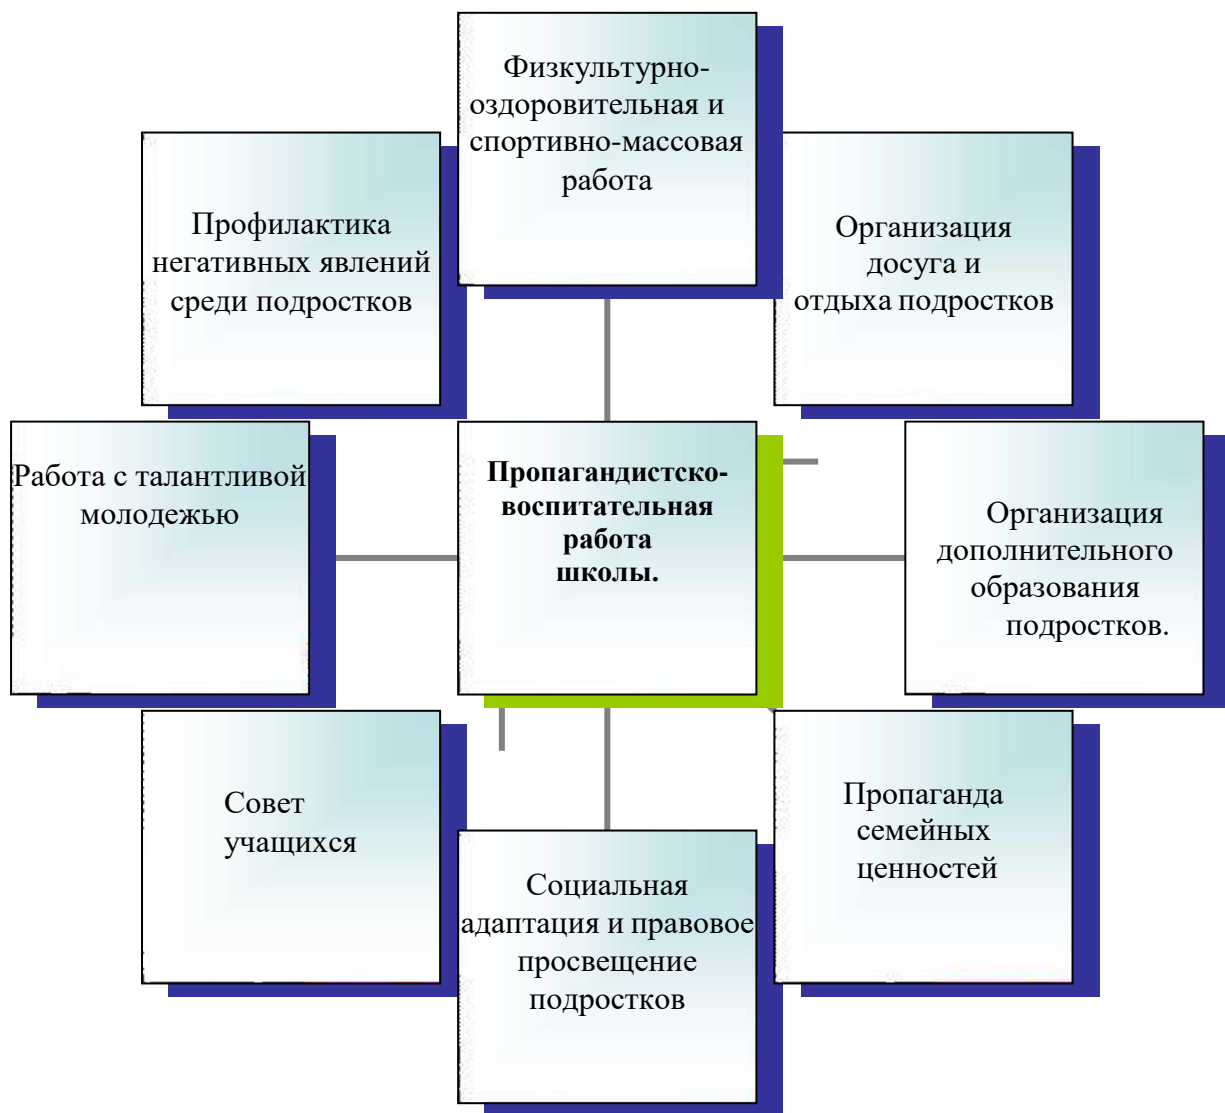 Физкультурно-
оздоровительная и
спортивно-массовая
работа
Профилактика
негативных явлений
среди подростков
Организация
досуга и
отдыха подростков
Работа с талантливой
молодежью
Пропагандистско-
воспитательная
работа
школы.
Организация
дополнительного
образования
подростков.
Совет
учащихся
Социальная
адаптация и правовое
просвещение
подростков
Пропаганда
семейных
ценностей